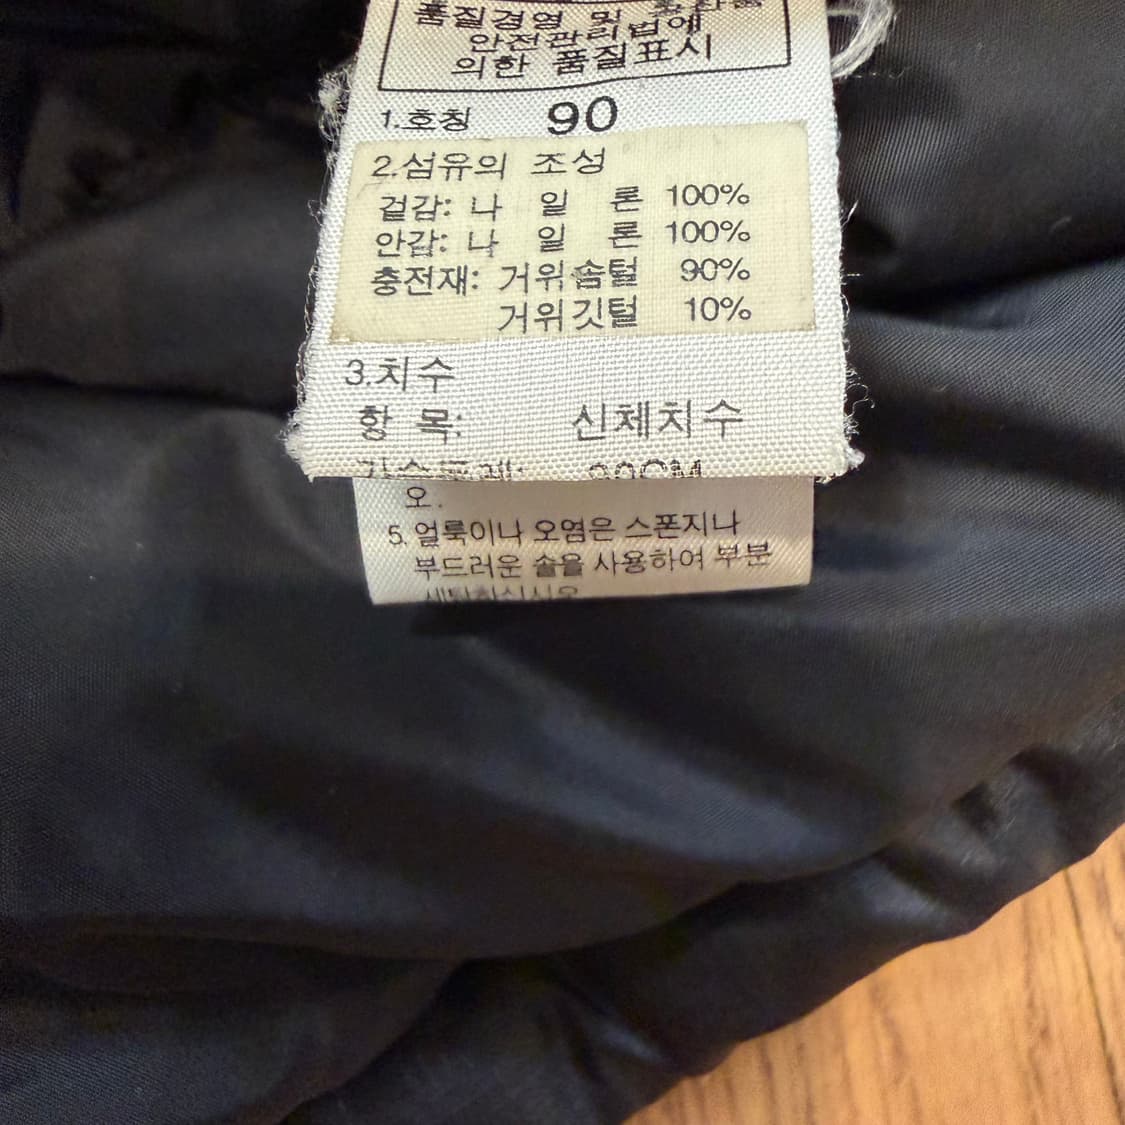 품질경영 및
안전관리법에
의한 품질표시
1.호칭 90
2.섬유의 조성
겉감: 나 일 론 100%
안감: 나 일 론 100%
충전재: 거위솜털 90%
거위깃털 10%
3.치수
항 목: 신체치수
오.
5. 얼룩이나 오염은 스폰지나
부드러운 솔을 사용하여 부분